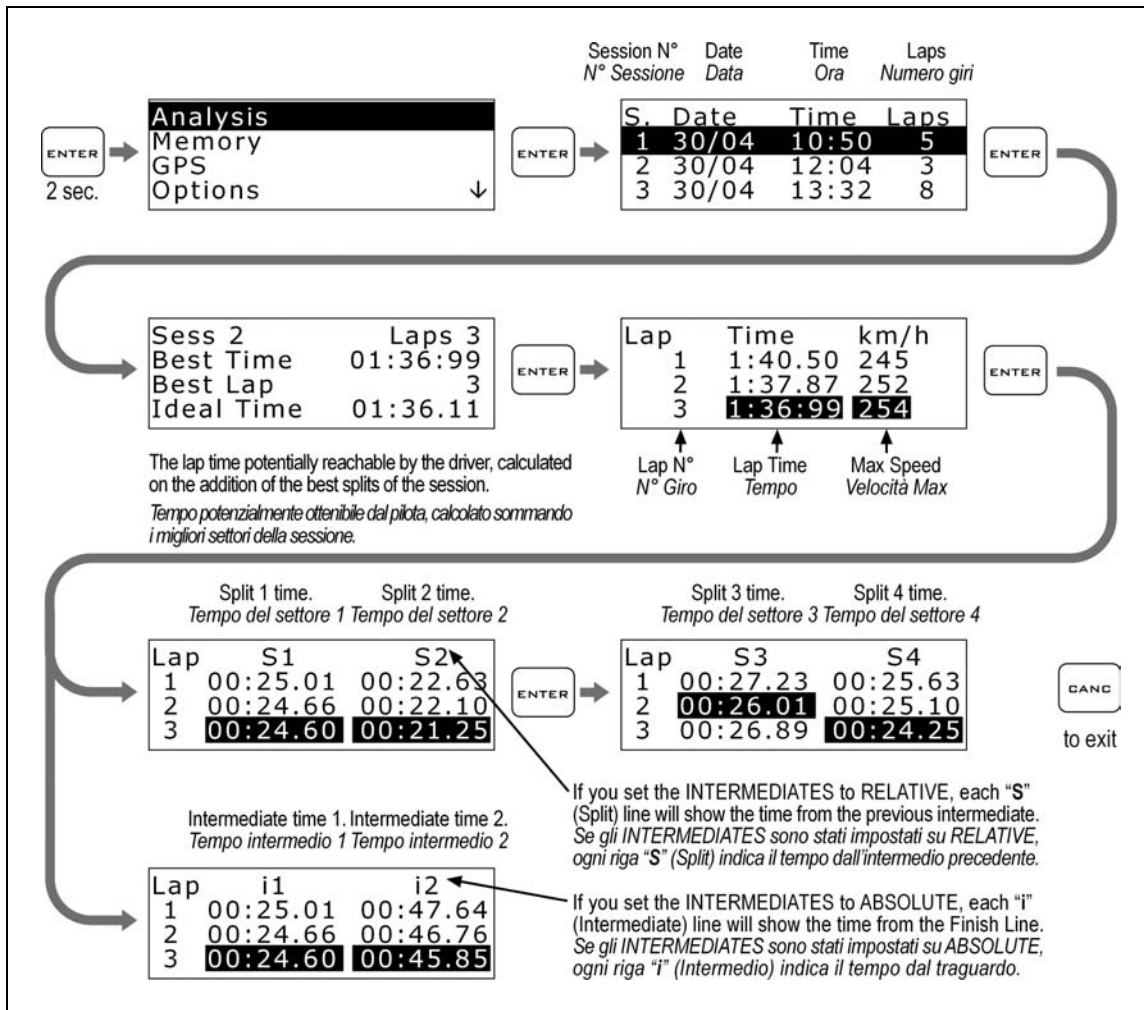 Session N° Date Time Laps
N° Sessione Data Ora Numero giri
ENTER
2 sec.
Analysis
Memory
GPS
Options ↓
ENTER
S. Date Time Laps
1 30/04 10:50 5
2 30/04 12:04 3
3 30/04 13:32 8
ENTER
Sess 2 Laps 3
Best Time 01:36:99
Best Lap 3
Ideal Time 01:36.11
The lap time potentially reachable by the driver, calculated
on the addition of the best splits of the session.
Tempo potenzialmente ottenibile dal pilota, calcolato sommando
i migliori settori della sessione.
ENTER
Lap Time km/h
1 1:40.50 245
2 1:37.87 252
3 1:36:99 254
Lap N° Lap Time Max Speed
N° Giro Tempo Velocità Max
ENTER
Split 1 time. Split 2 time.
Tempo del settore 1 Tempo del settore 2
Lap S1 S2
1 00:25.01 00:22.63
2 00:24.66 00:22.10
3 00:24.60 00:21.25
ENTER
Split 3 time. Split 4 time.
Tempo del settore 3 Tempo del settore 4
Lap S3 S4
1 00:27.23 00:25.63
2 00:26.01 00:25.10
3 00:26.89 00:24.25
CANC
to exit
If you set the INTERMEDIATES to RELATIVE, each “S”
(Split) line will show the time from the previous intermediate.
Se gli INTERMEDIATES sono stati impostati su RELATIVE,
ogni riga “S” (Split) indica il tempo dall'intermedio precedente.
Intermediate time 1. Intermediate time 2.
Tempo intermedio 1 Tempo intermedio 2
Lap i1 i2
1 00:25.01 00:47.64
2 00:24.66 00:46.76
3 00:24.60 00:45.85
If you set the INTERMEDIATES to ABSOLUTE, each “i”
(Intermediate) line will show the time from the Finish Line.
Se gli INTERMEDIATES sono stati impostati su ABSOLUTE,
ogni riga “i” (Intermedio) indica il tempo dal traguardo.